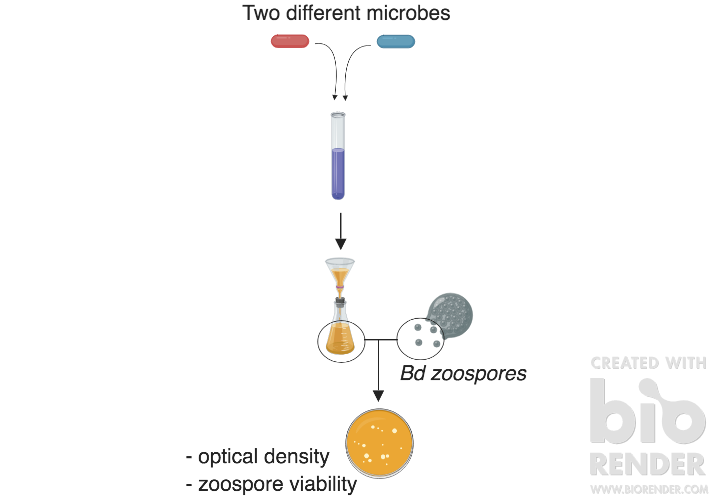 Two different microbes
Bd zoospores
- optical density
- zoospore viability
CREATED WITH
bio
RENDER
WWW.BIORENDER.COM